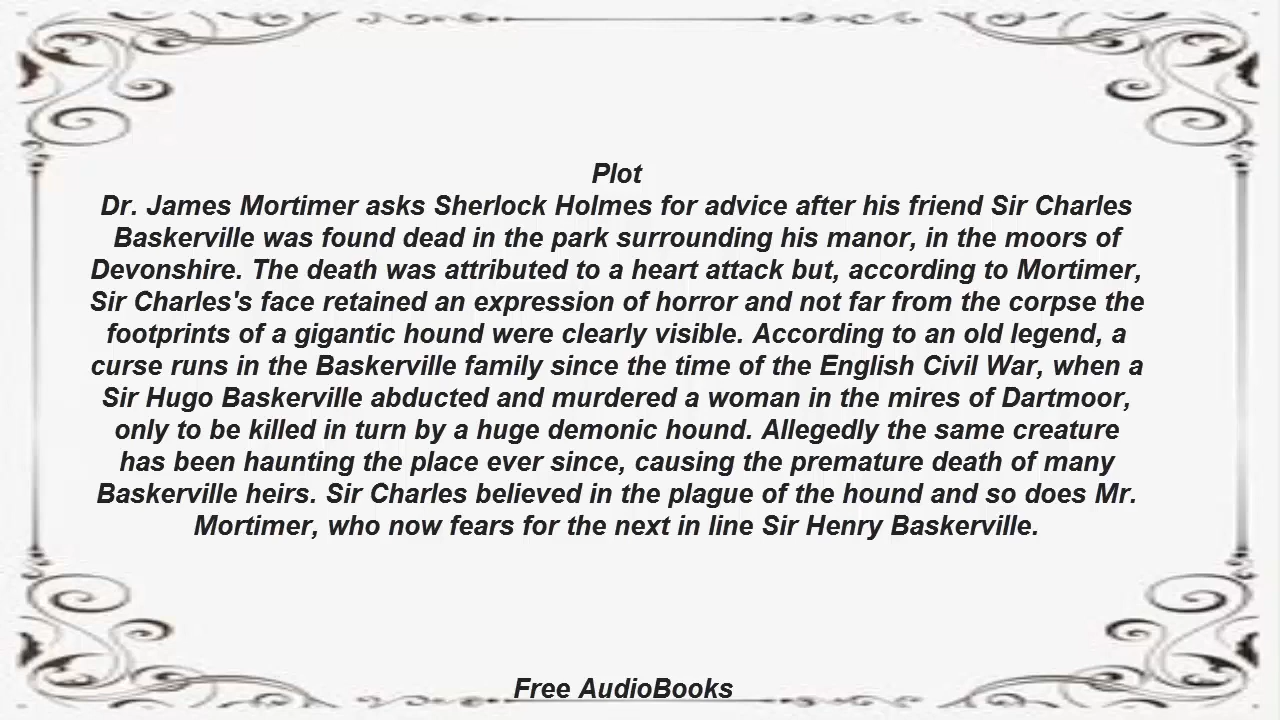 Plot
Dr. James Mortimer asks Sherlock Holmes for advice after his friend Sir Charles
Baskerville was found dead in the park surrounding his manor, in the moors of
Devonshire. The death was attributed to a heart attack but, according to Mortimer,
Sir Charles's face retained an expression of horror and not far from the corpse the
footprints of a gigantic hound were clearly visible. According to an old legend, a
curse runs in the Baskerville family since the time of the English Civil War, when a
Sir Hugo Baskerville abducted and murdered a woman in the mires of Dartmoor,
only to be killed in turn by a huge demonic hound. Allegedly the same creature
has been haunting the place ever since, causing the premature death of many
Baskerville heirs. Sir Charles believed in the plague of the hound and so does Mr.
Mortimer, who now fears for the next in line Sir Henry Baskerville.
Free AudioBooks